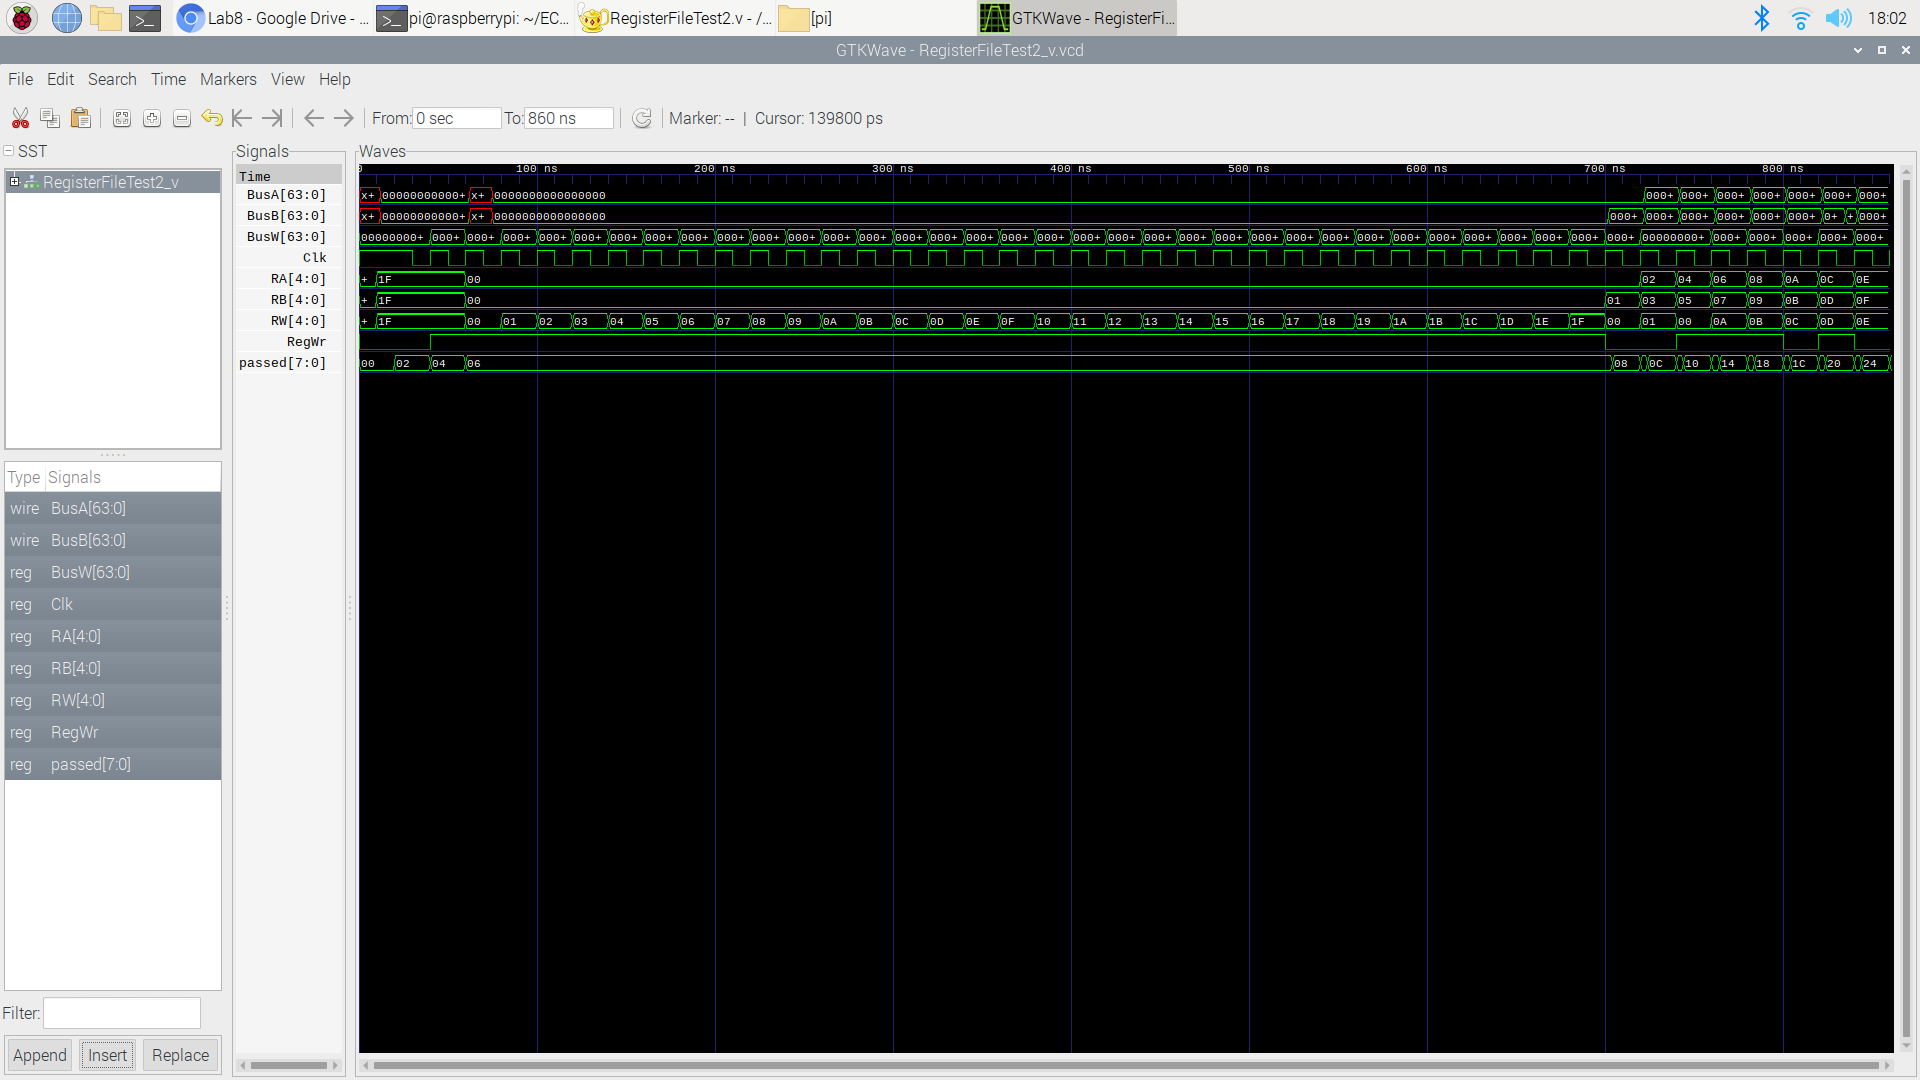 Lab8 - Google Drive - ...
pi@raspberrypi: ~/EC...
RegisterFileTest2.v - /...
[pi]
GTKWave - RegisterFi...
18:02
GTKWave - RegisterFileTest2_v.vcd
File Edit Search Time Markers View Help
From: 0 sec To: 860 ns Marker: -- | Cursor: 139800 ps
SST
RegisterFileTest2_v
Type Signals
wire BusA[63:0]
wire BusB[63:0]
reg BusW[63:0]
reg Clk
reg RA[4:0]
reg RB[4:0]
reg RW[4:0]
reg RegWr
reg passed[7:0]
Filter:
Append Insert Replace
Signals
Time
BusA[63:0]
BusB[63:0]
BusW[63:0]
Clk
RA[4:0]
RB[4:0]
RW[4:0]
RegWr
passed[7:0]
Waves
0 100 ns 200 ns 300 ns 400 ns 500 ns 600 ns 700 ns 800 ns
x+ 00000000000+ x+ 0000000000000000 000+ 000+ 000+ 000+ 000+ 000+ 000+
x+ 00000000000+ x+ 0000000000000000 000+ 000+ 000+ 000+ 000+ 000+ 0+ + 000+
00000000+ 000+ 000+ 000+ 000+ 000+ 000+ 000+ 000+ 000+ 000+ 000+ 000+ 000+ 000+ 000+ 000+ 000+ 000+ 000+ 000+ 000+ 000+ 000+ 000+ 000+ 000+ 000+ 000+ 000+ 000+ 000+ 000+ 000+ 000+ 00000000+ 000+ 000+ 000+ 000+ 000+
+ 1F 00 02 04 06 08 0A 0C 0E
+ 1F 00 01 03 05 07 09 0B 0D 0F
+ 1F 00 01 02 03 04 05 06 07 08 09 0A 0B 0C 0D 0E 0F 10 11 12 13 14 15 16 17 18 19 1A 1B 1C 1D 1E 1F 00 01 00 0A 0B 0C 0D 0E
00 02 04 06 08 0C 10 14 18 1C 20 24